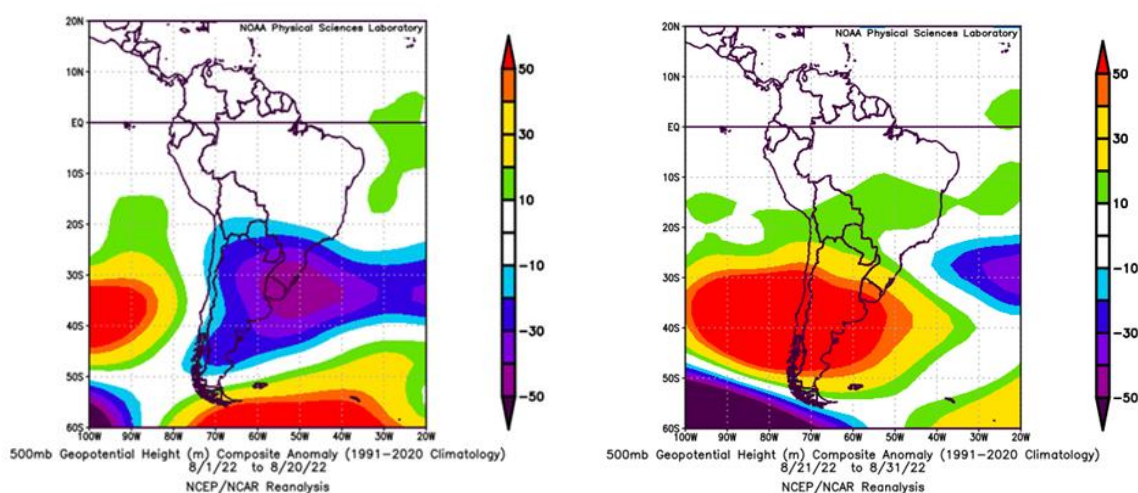 NOAA Physical Sciences Laboratory
20N
10N
EQ
10S
20S
30S
40S
50S
60S
100W 90W 80W 70W 60W 50W 40W 30W 20W
50
30
10
-10
-30
-50
500mb Geopotential Height (m) Composite Anomaly (1991-2020 Climatology)
8/1/22 to 8/20/22
NCEP/NCAR Reanalysis
NOAA Physical Sciences Laboratory
20N
10N
EQ
10S
20S
30S
40S
50S
60S
100W 90W 80W 70W 60W 50W 40W 30W 20W
50
30
10
-10
-30
-50
500mb Geopotential Height (m) Composite Anomaly (1991-2020 Climatology)
8/21/22 to 8/31/22
NCEP/NCAR Reanalysis